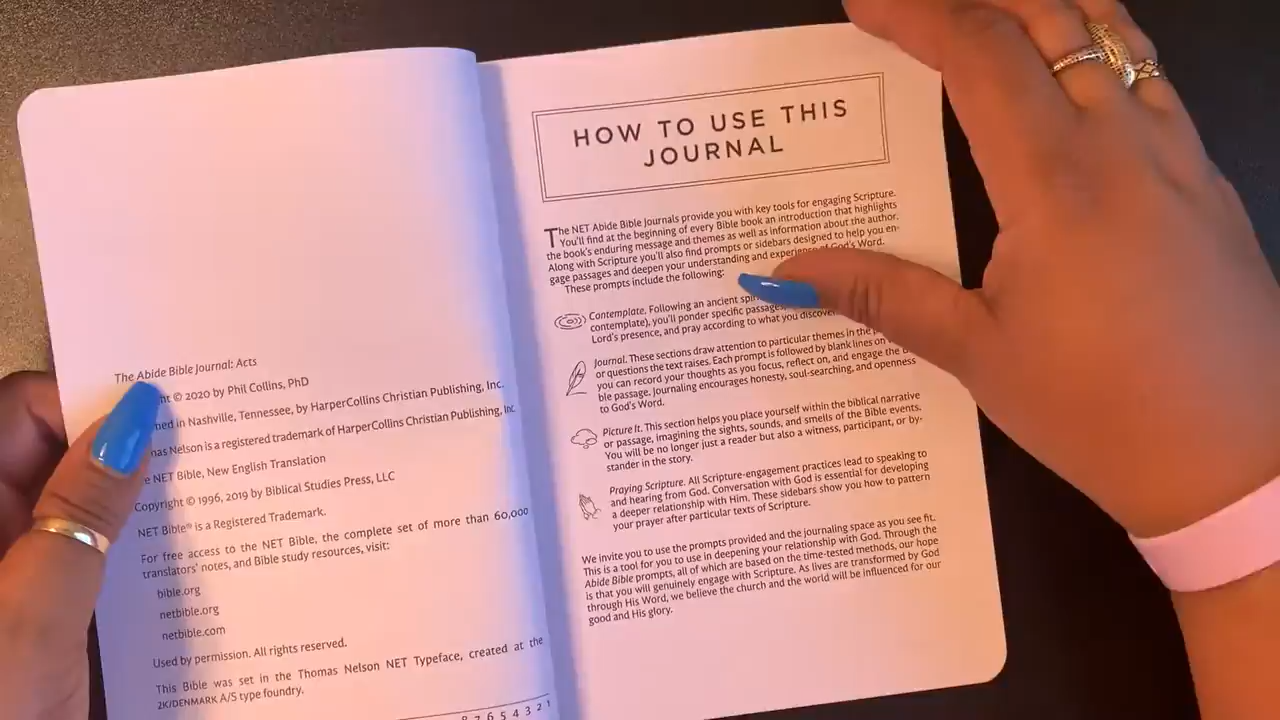 The Abide Bible Journal: Acts
ht © 2020 by Phil Collins, PhD
ned in Nashville, Tennessee, by HarperCollins Christian Publishing, Inc.
nas Nelson is a registered trademark of HarperCollins Christian Publishing, Inc.
e NET Bible, New English Translation
Copyright © 1996, 2019 by Biblical Studies Press, LLC
NET Bible® is a Registered Trademark.
For free access to the NET Bible, the complete set of more than 60,000
translators' notes, and Bible study resources, visit:
bible.org
netbible.org
netbible.com
Used by permission. All rights reserved.
This Bible was set in the Thomas Nelson NET Typeface, created at the
2K/DENMARK A/S type foundry.
8 7 6 5 4 3 2 1
HOW TO USE THIS
JOURNAL
The NET Abide Bible Journals provide you with key tools for engaging Scripture.
You'll find at the beginning of every Bible book an introduction that highlights
the book's enduring message and themes as well as information about the author.
Along with Scripture you'll also find prompts or sidebars designed to help you en-
gage passages and deepen your understanding and experience of God's Word.
These prompts include the following:
Contemplate. Following an ancient
contemplate), you'll ponder specific passages,
Lord's presence, and pray according to what you discover
Journal. These sections draw attention to particular themes in the
or questions the text raises. Each prompt is followed by blank lines on
you can record your thoughts as you focus, reflect on, and engage the
ble passage. Journaling encourages honesty, soul-searching, and openness
to God's Word.
Picture It. This section helps you place yourself within the biblical narrative
or passage, imagining the sights, sounds, and smells of the Bible events.
You will be no longer just a reader but also a witness, participant, or by-
stander in the story.
Praying Scripture. All Scripture-engagement practices lead to speaking to
and hearing from God. Conversation with God is essential for developing
a deeper relationship with Him. These sidebars show you how to pattern
your prayer after particular texts of Scripture.
We invite you to use the prompts provided and the journaling space as you see fit.
This is a tool for you to use in deepening your relationship with God. Through the
Abide Bible prompts, all of which are based on the time-tested methods, our hope
is that you will genuinely engage with Scripture. As lives are transformed by God
through His Word, we believe the church and the world will be influenced for our
good and His glory.